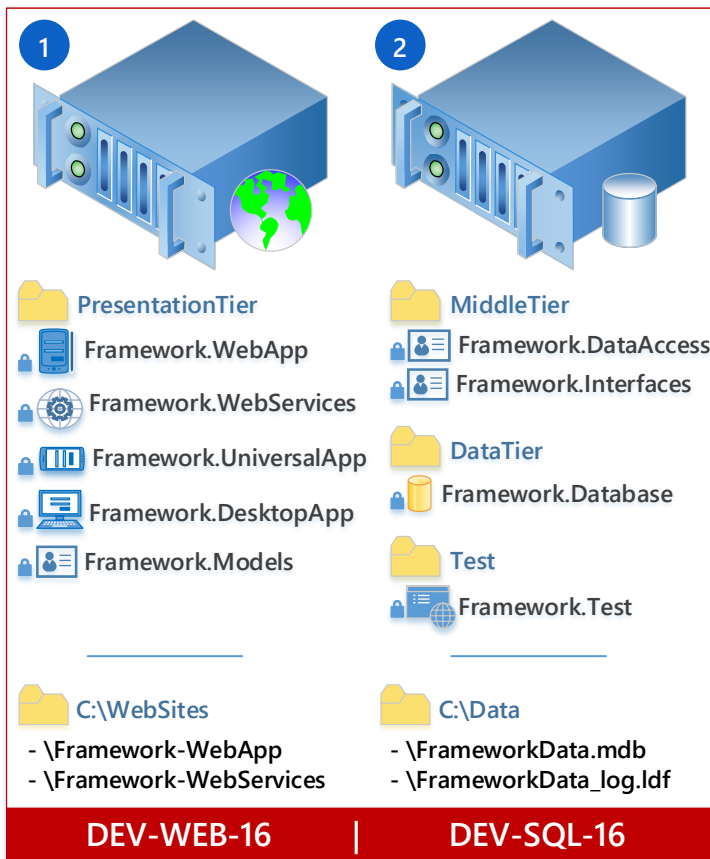 1
PresentationTier
Framework.WebApp
Framework.WebServices
Framework.UniversalApp
Framework.DesktopApp
Framework.Models
C:\WebSites
- \Framework-WebApp
- \Framework-WebServices
2
MiddleTier
Framework.DataAccess
Framework.Interfaces
DataTier
Framework.Database
Test
Framework.Test
C:\Data
- \FrameworkData.mdb
- \FrameworkData_log.ldf
DEV-WEB-16 | DEV-SQL-16